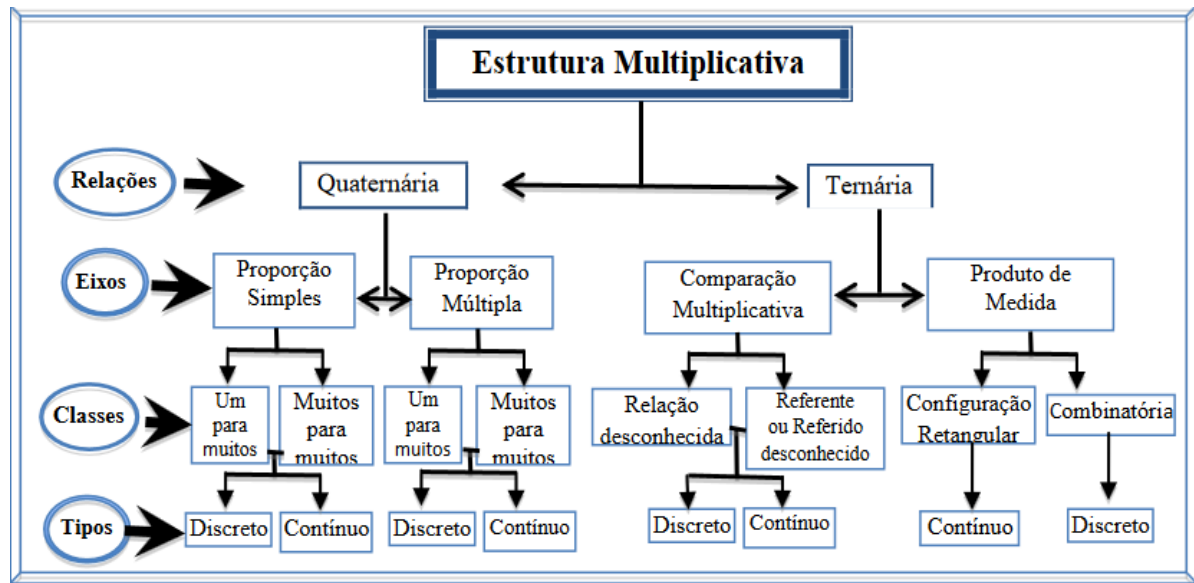 Estrutura Multiplicativa
Relações
Quaternária
Ternária
Eixos
Proporção
Simples
Proporção
Múltipla
Comparação
Multiplicativa
Produto de
Medida
Classes
Um
para
muitos
Muitos
para
muitos
Um
para
muitos
Muitos
para
muitos
Relação
desconhecida
Referente
ou Referido
desconhecido
Configuração
Retangular
Combinatória
Tipos
Discreto
Contínuo
Discreto
Contínuo
Discreto
Contínuo
Contínuo
Discreto